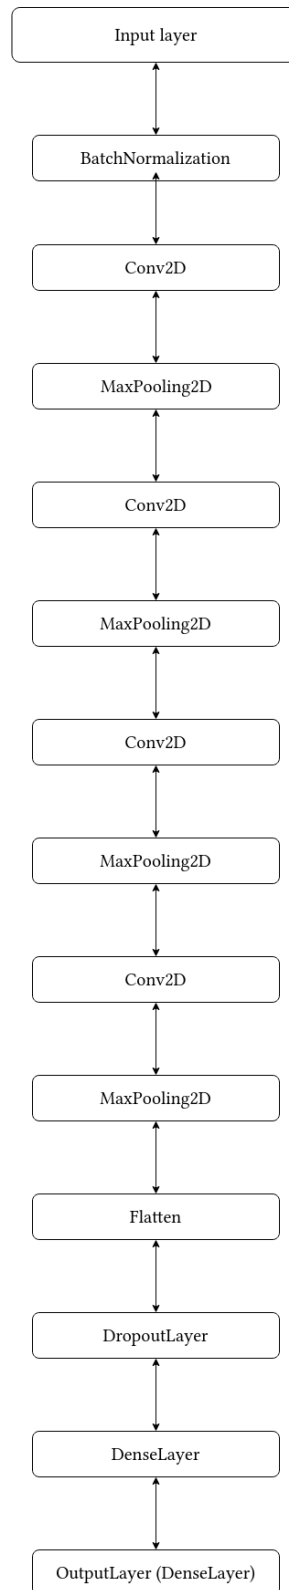 Input layer
BatchNormalization
Conv2D
MaxPooling2D
Conv2D
MaxPooling2D
Conv2D
MaxPooling2D
Conv2D
MaxPooling2D
Flatten
DropoutLayer
DenseLayer
OutputLayer (DenseLayer)